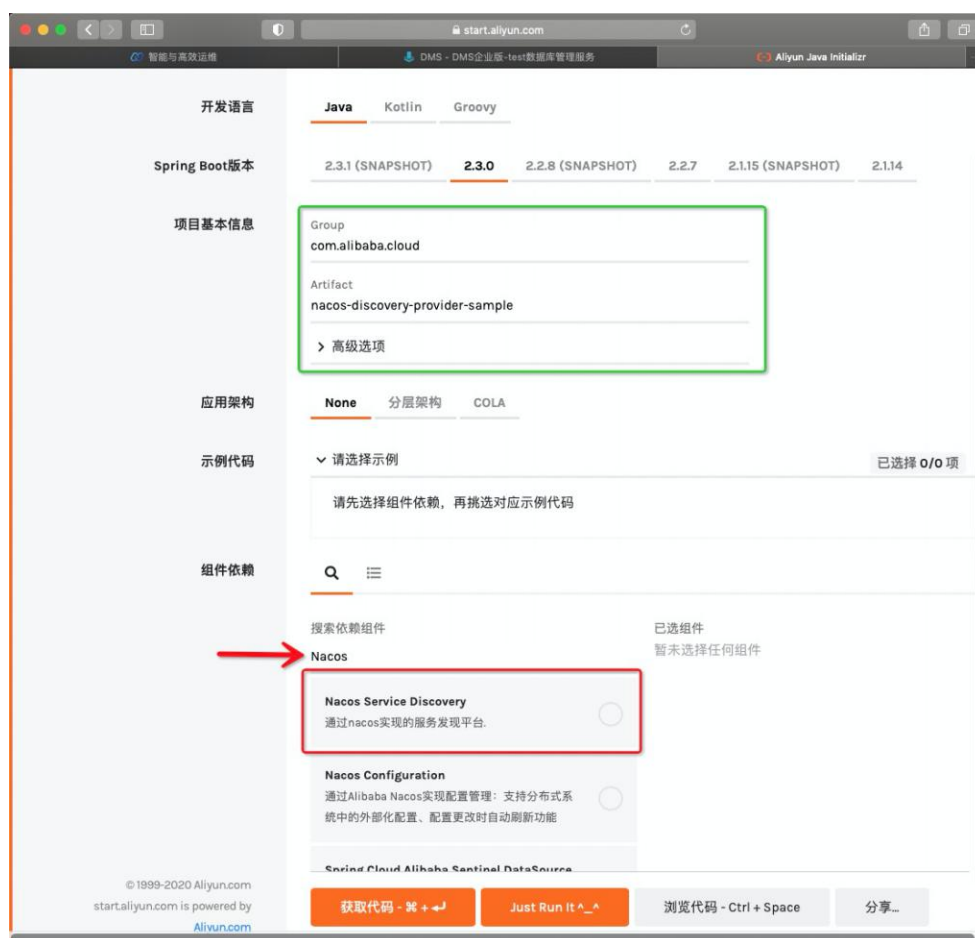 start.aliyun.com
智能与高效运维
DMS - DMS企业版-test数据库管理服务
Aliyun Java Initializr
开发语言
Java Kotlin Groovy
Spring Boot版本
2.3.1 (SNAPSHOT) 2.3.0 2.2.8 (SNAPSHOT) 2.2.7 2.1.15 (SNAPSHOT) 2.1.14
项目基本信息
Group
com.alibaba.cloud
Artifact
nacos-discovery-provider-sample
高级选项
应用架构
None 分层架构 COLA
示例代码
请选择示例
已选择 0/0 项
请先选择组件依赖，再挑选对应示例代码
组件依赖
搜索依赖组件
Nacos
已选组件
暂未选择任何组件
Nacos Service Discovery
通过nacos实现的服务发现平台.
Nacos Configuration
通过Alibaba Nacos实现配置管理：支持分布式系
统中的外部化配置、配置更改时自动刷新功能
Spring Cloud Alibaba Sentinel DataSource
© 1999-2020 Aliyun.com
start.aliyun.com is powered by
Aliyun.com
获取代码 - ⌘ + ↵
Just Run It ^_^
浏览代码 - Ctrl + Space
分享...